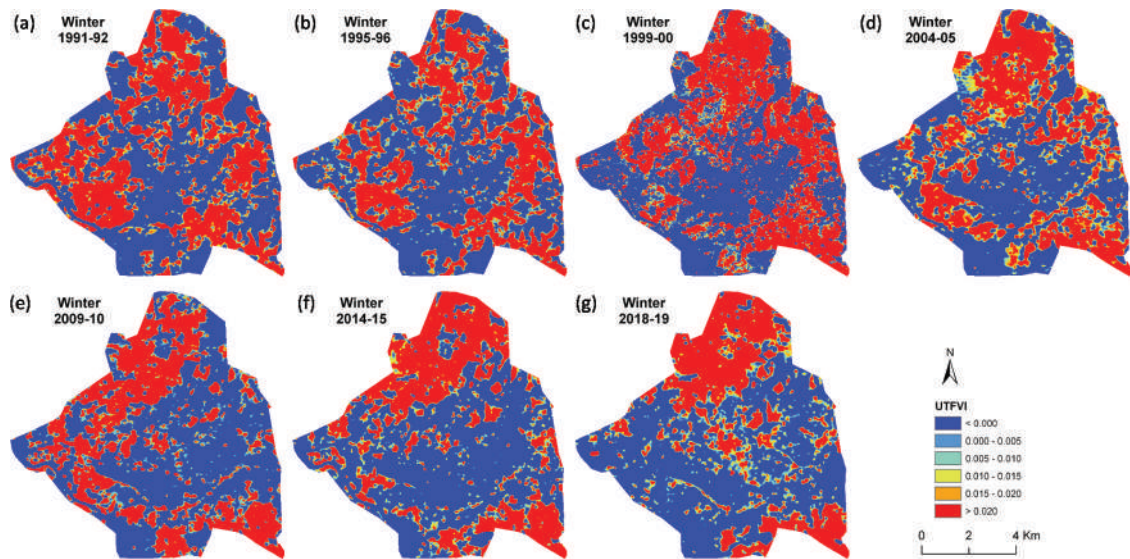 (a) Winter
1991-92
(b) Winter
1995-96
(c) Winter
1999-00
(d) Winter
2004-05
(e) Winter
2009-10
(f) Winter
2014-15
(g) Winter
2018-19
N
UTFVI
< 0.000
0.000 - 0.005
0.005 - 0.010
0.010 - 0.015
0.015 - 0.020
> 0.020
0 2 4 Km